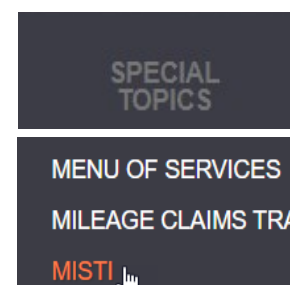 SPECIAL
TOPICS
MENU OF SERVICES
MILEAGE CLAIMS TRA
MISTI